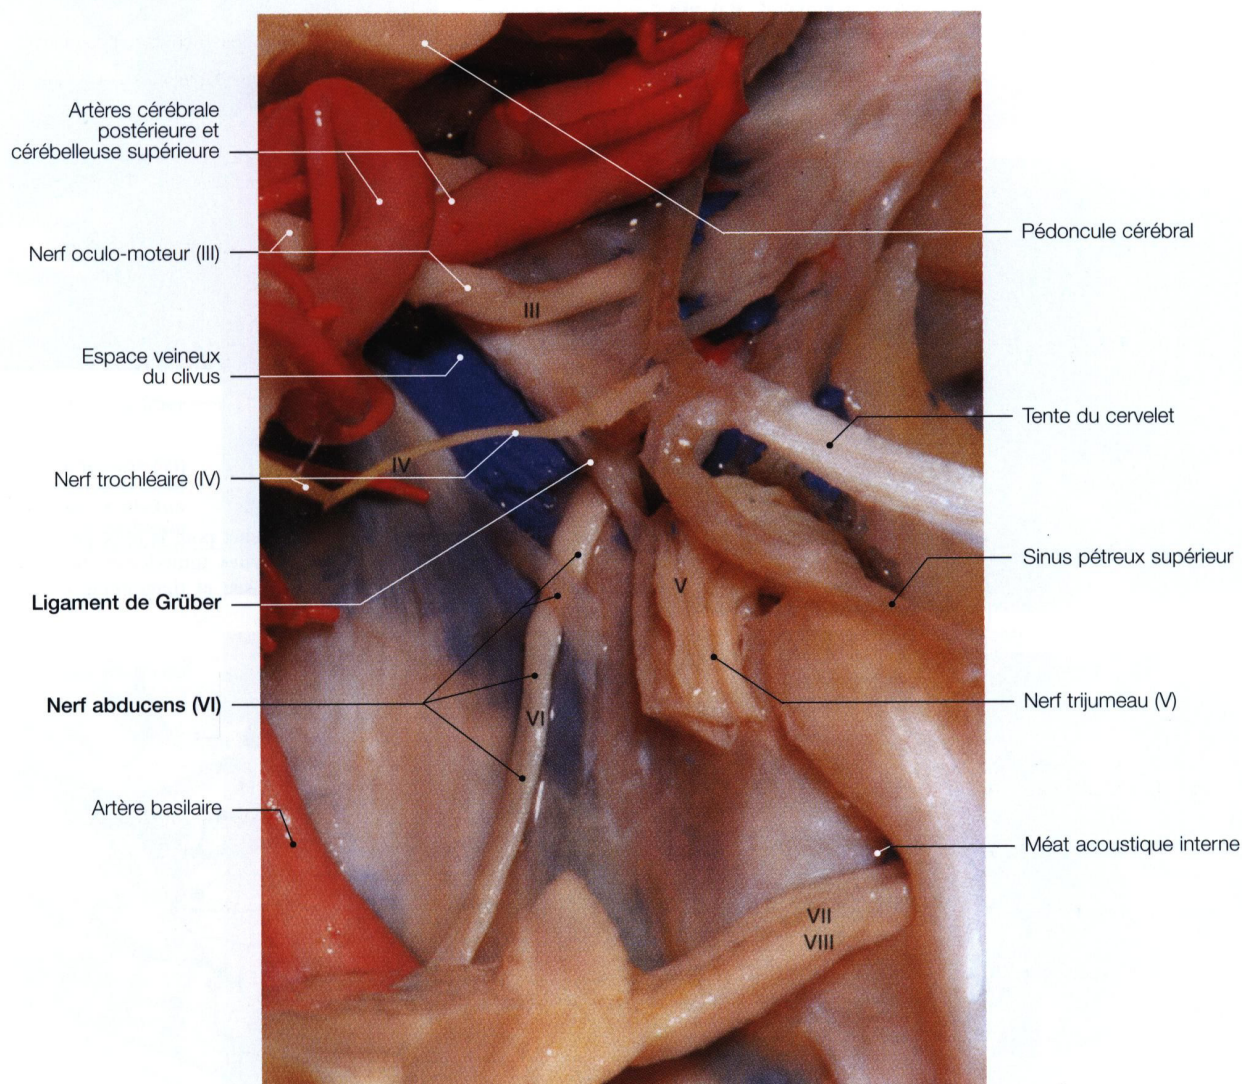 Artères cérébrale
postérieure et
cérébelleuse supérieure
Nerf oculo-moteur (III)
Espace veineux
du clivus
Nerf trochléaire (IV)
Ligament de Grüber
Nerf abducens (VI)
Artère basilaire
III
IV
V
VI
VII
VIII
Pédoncule cérébral
Tente du cervelet
Sinus pétreux supérieur
Nerf trijumeau (V)
Méat acoustique interne